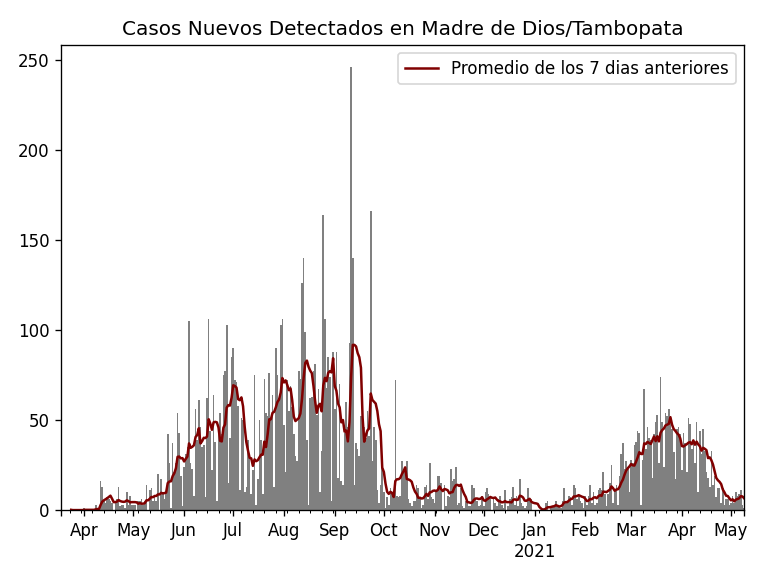 Casos Nuevos Detectados en Madre de Dios/Tambopata
Promedio de los 7 dias anteriores
250
200
150
100
50
0
Apr May Jun Jul Aug Sep Oct Nov Dec Jan Feb Mar Apr May
2021